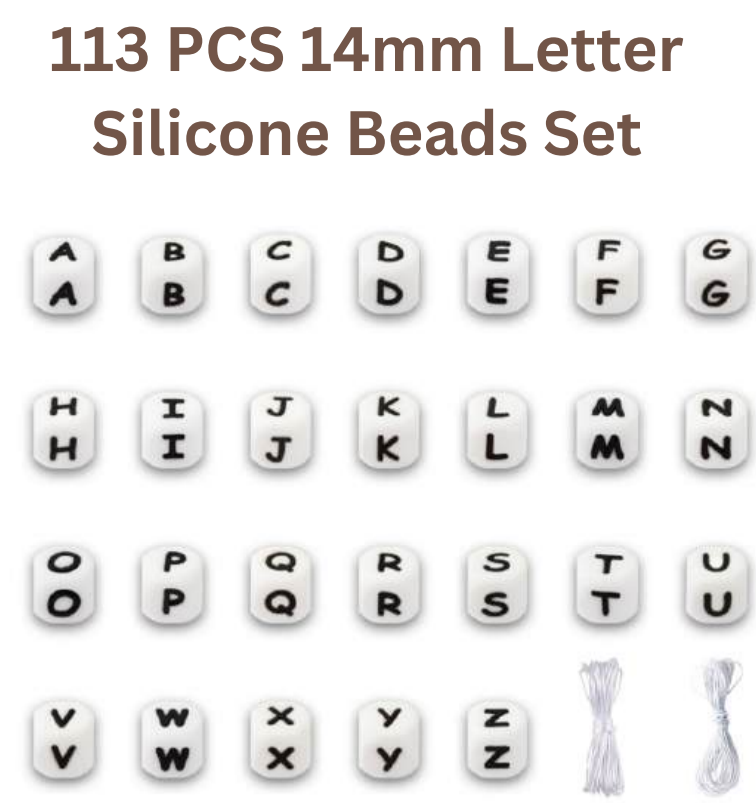 113 PCS 14mm Letter
Silicone Beads Set
A B C D E F G
A B C D E F G
H I J K L M N
H I J K L M N
O P Q R S T U
O P Q R S T U
V W X Y Z
V W X Y Z